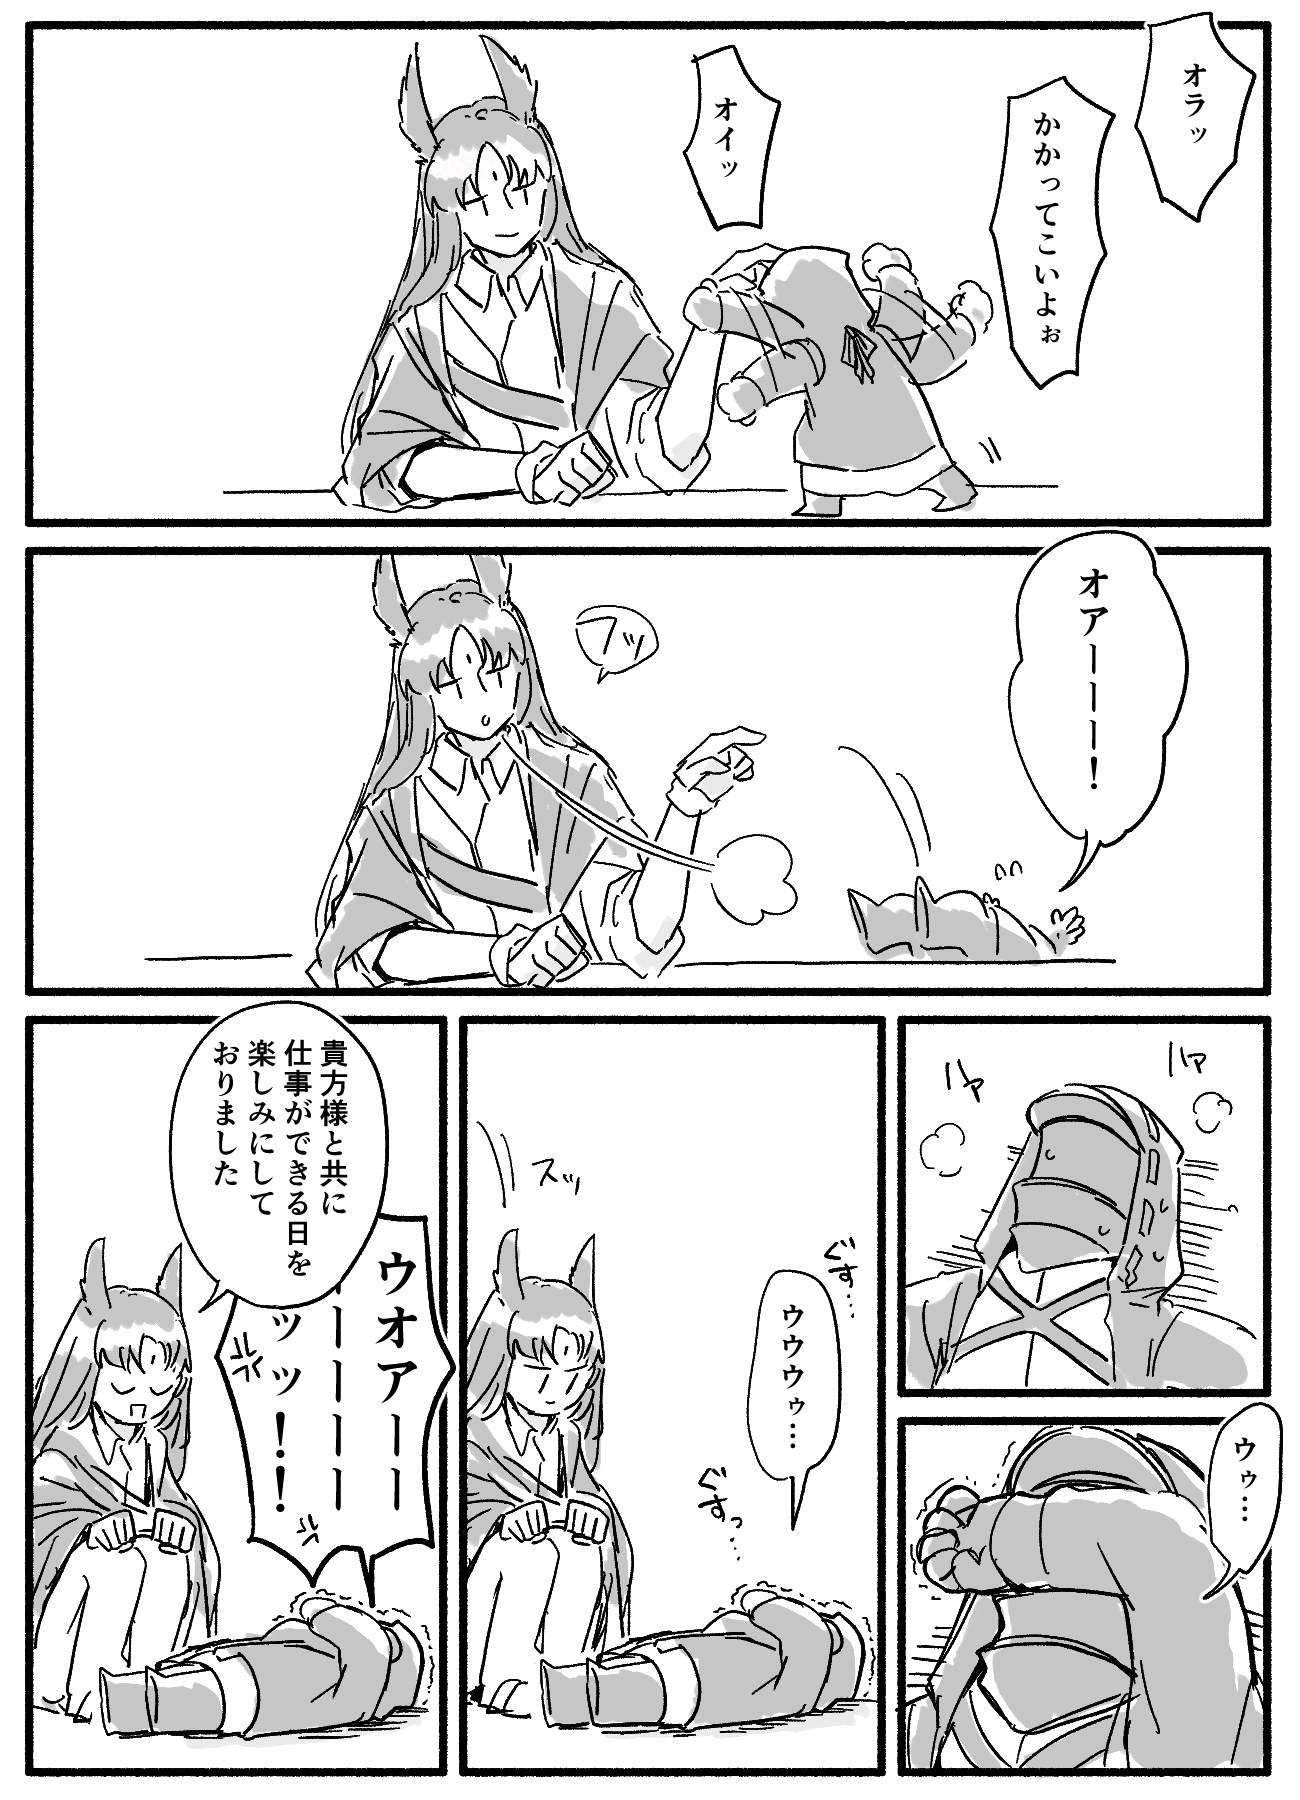 オラッ
かかってこいよぉ
オイッ
オアーーー！
フッ
ハァ
ハァ
ウゥ…
ぐす…
ウウウゥ…
ぐすっ…
スッ
ウオアーー
ーーーーー
ッッ！！
貴方様と共に
仕事ができる日を
楽しみにして
おりました